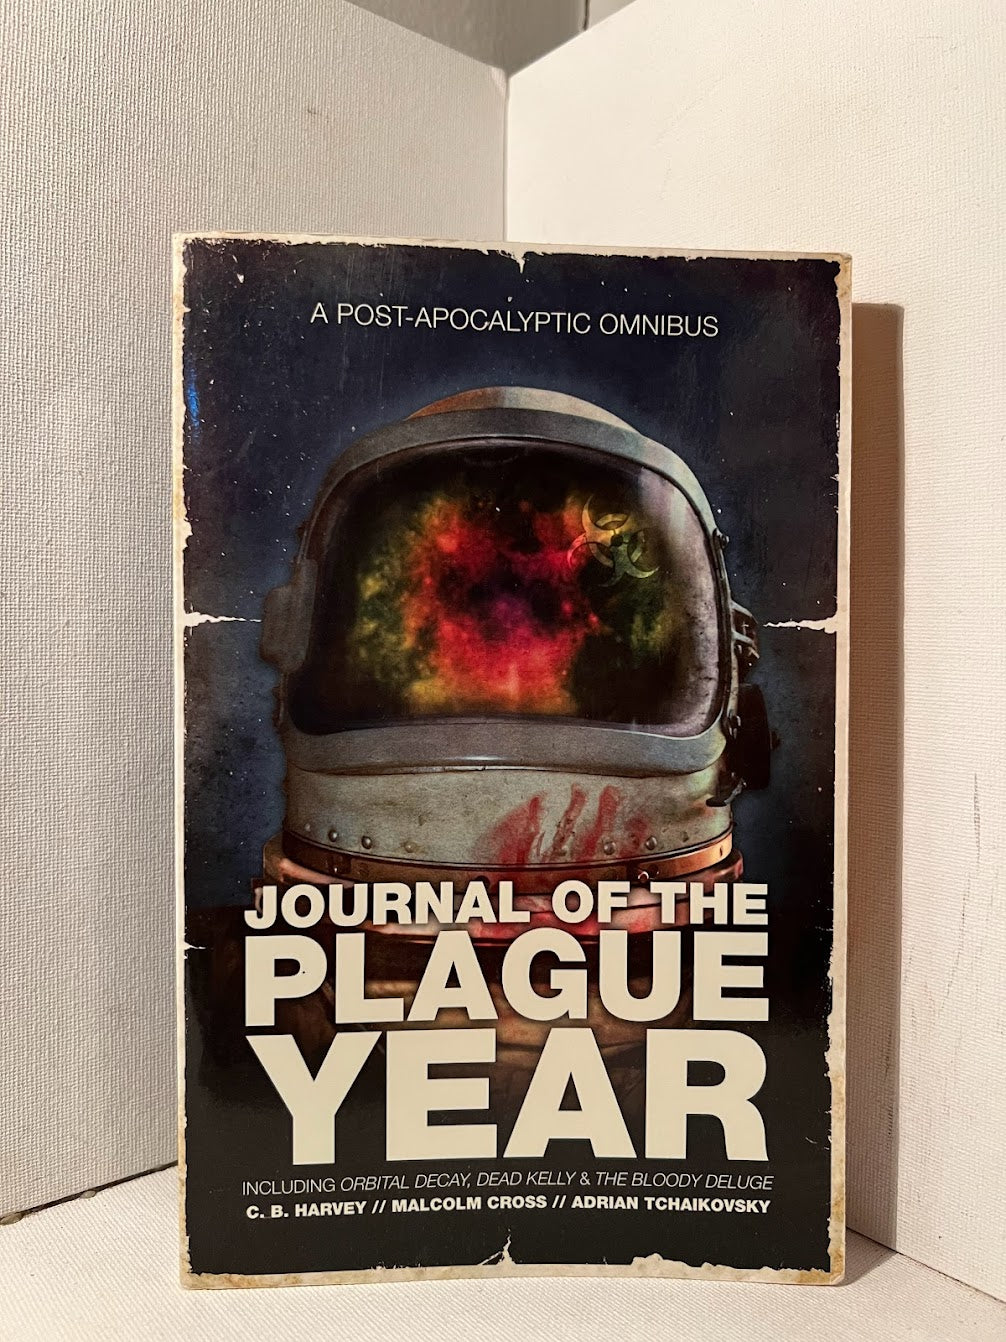 A POST-APOCALYPTIC OMNIBUS
JOURNAL OF THE
PLAGUE
YEAR
INCLUDING ORBITAL DECAY, DEAD KELLY & THE BLOODY DELUGE
C. B. HARVEY // MALCOLM CROSS // ADRIAN TCHAIKOVSKY